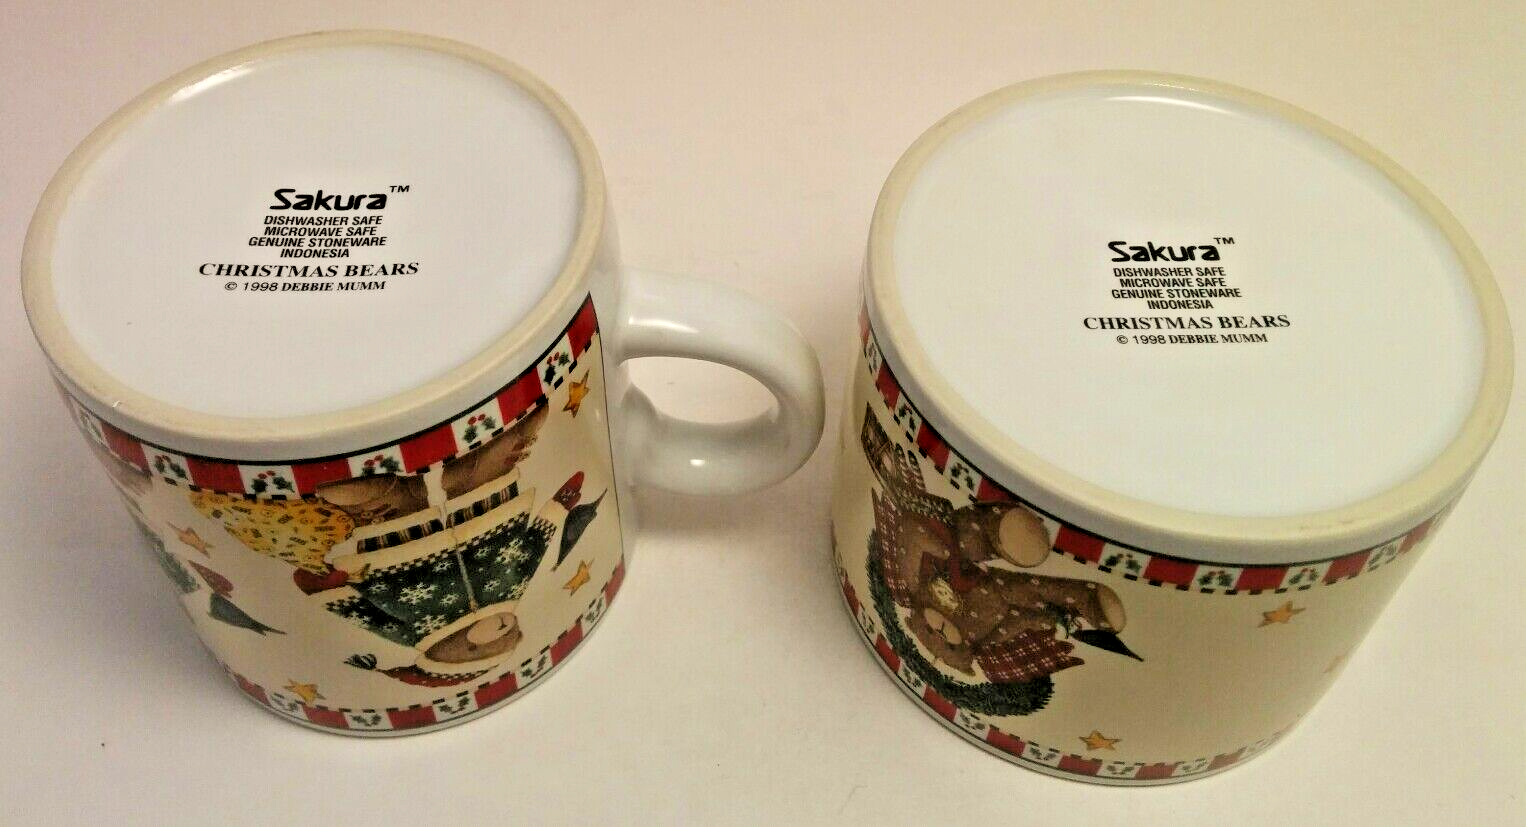 Sakura™
DISHWASHER SAFE
MICROWAVE SAFE
GENUINE STONEWARE
INDONESIA
CHRISTMAS BEARS
© 1998 DEBBIE MUMM
Sakura™
DISHWASHER SAFE
MICROWAVE SAFE
GENUINE STONEWARE
INDONESIA
CHRISTMAS BEARS
© 1998 DEBBIE MUMM